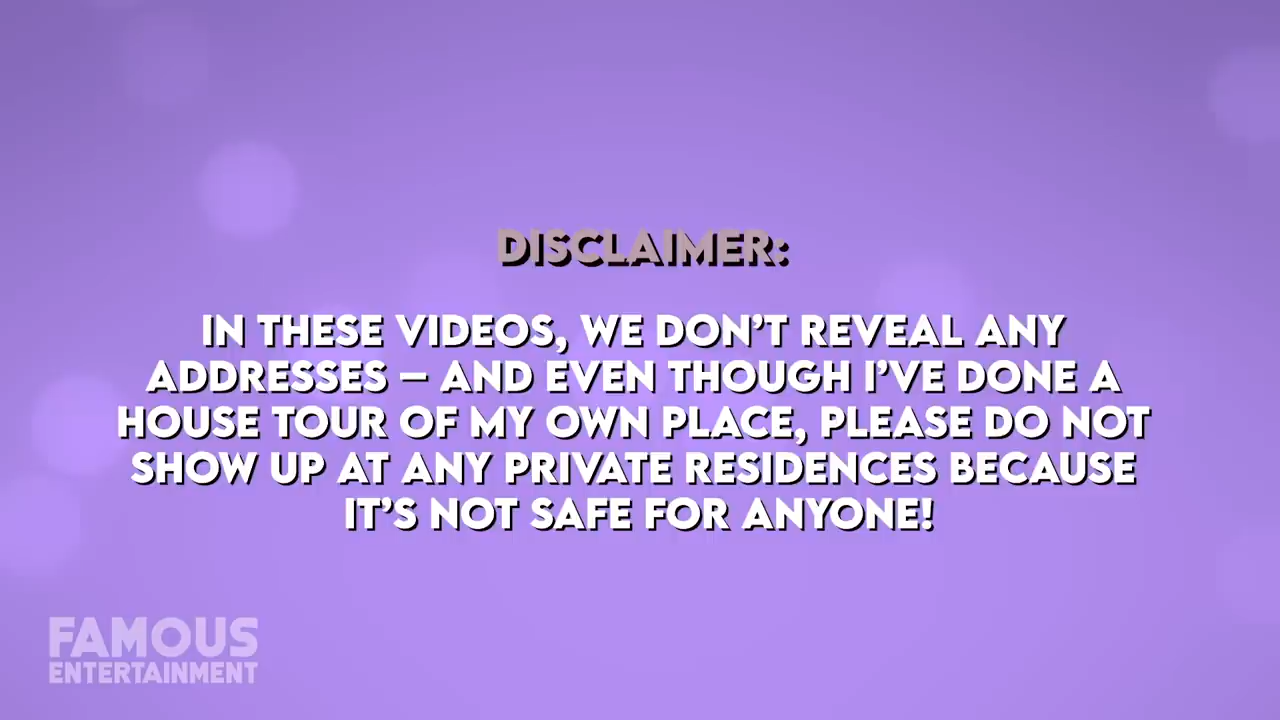 DISCLAIMER:
IN THESE VIDEOS, WE DON’T REVEAL ANY
ADDRESSES – AND EVEN THOUGH I’VE DONE A
HOUSE TOUR OF MY OWN PLACE, PLEASE DO NOT
SHOW UP AT ANY PRIVATE RESIDENCES BECAUSE
IT’S NOT SAFE FOR ANYONE!
FAMOUS
ENTERTAINMENT